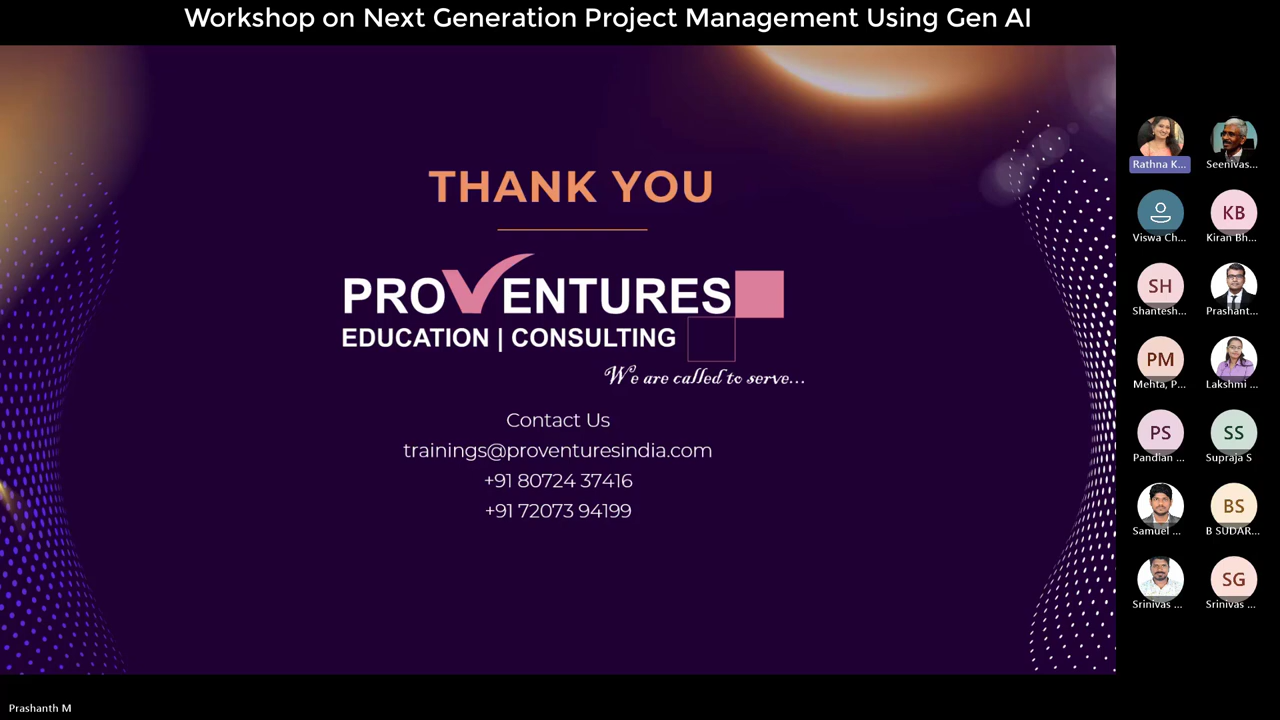 Workshop on Next Generation Project Management Using Gen AI
THANK YOU
PROVENTURES
EDUCATION | CONSULTING
We are called to serve...
Contact Us
trainings@proventuresindia.com
+91 80724 37416
+91 72073 94199
Rathna K...
Seenivas...
Viswa Ch...
KB
Kiran Bh...
SH
Shantesh...
Prashant...
PM
Mehta, P...
Lakshmi ...
PS
Pandian ...
SS
Supraja S
Samuel ...
BS
B SUDAR...
Srinivas ...
SG
Srinivas ...
Prashanth M